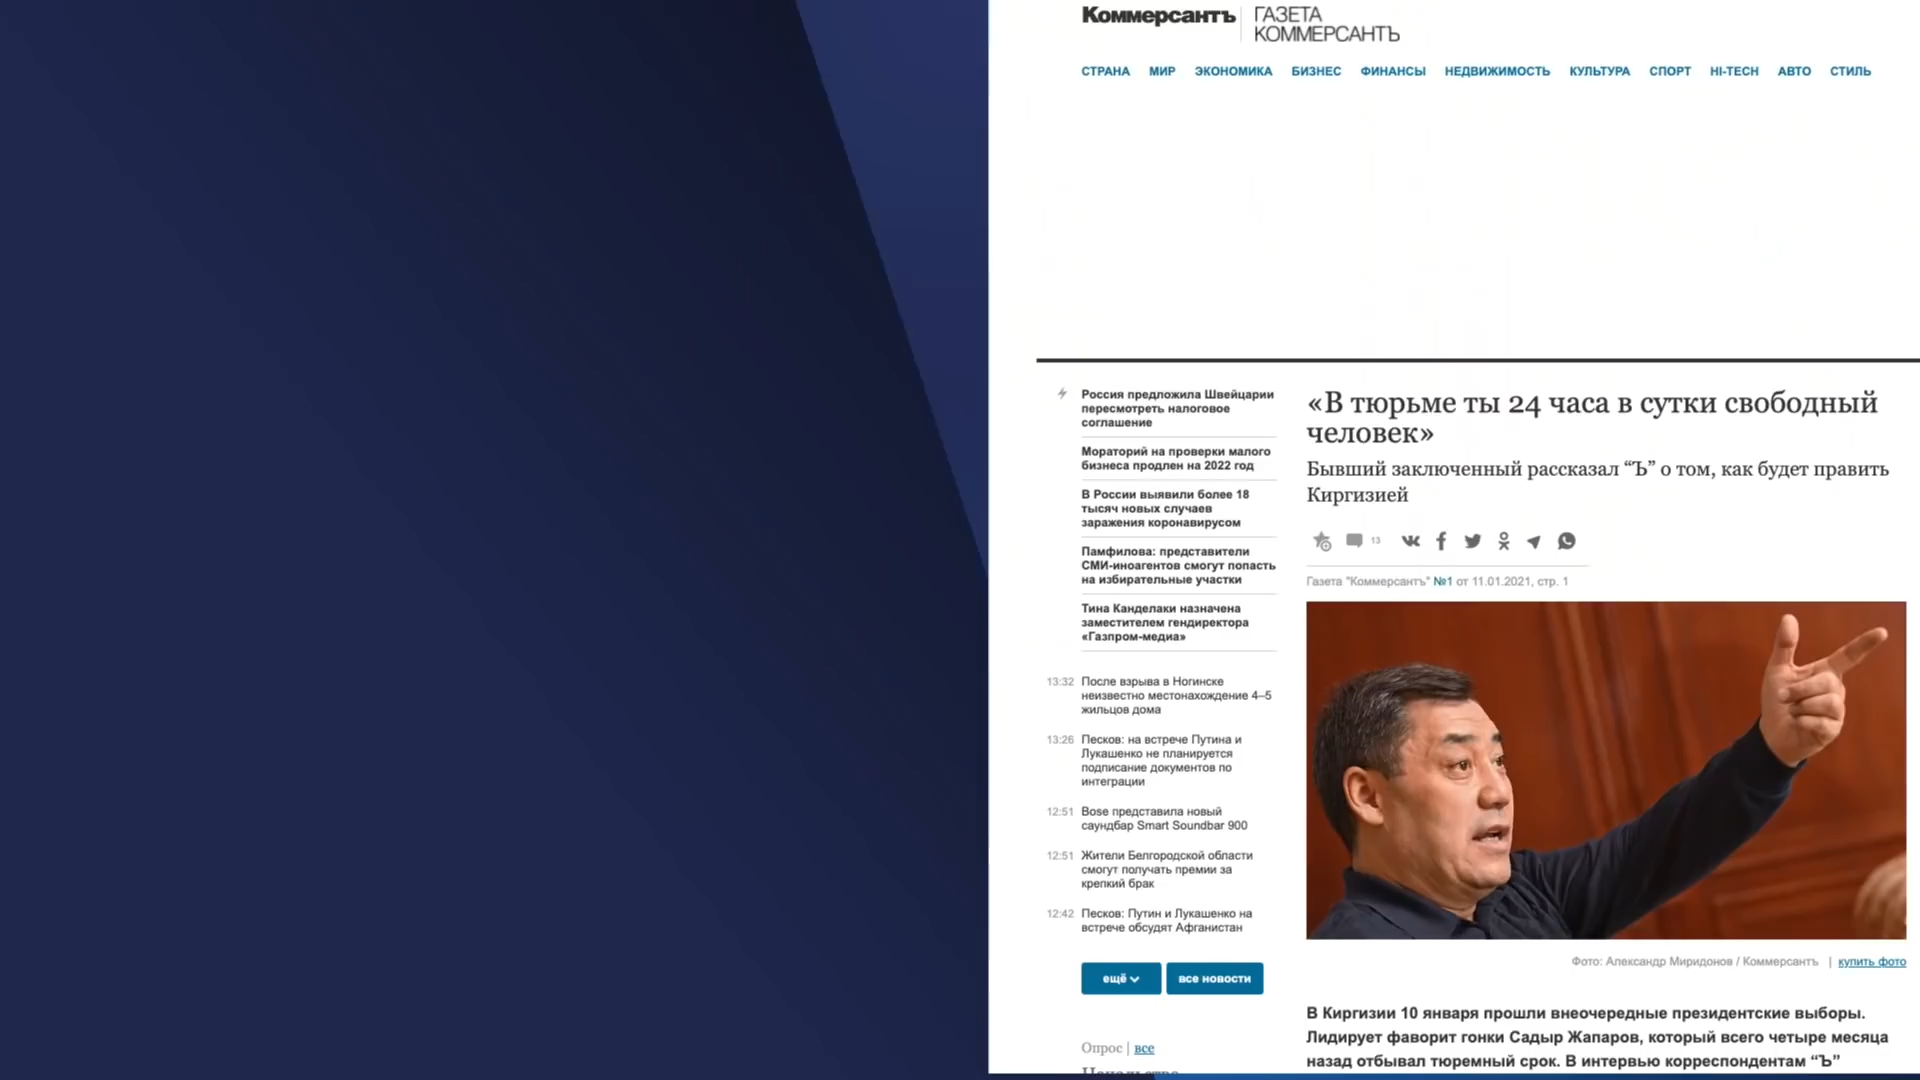 Коммерсантъ
ГАЗЕТА
КОММЕРСАНТЪ
СТРАНА МИР ЭКОНОМИКА БИЗНЕС ФИНАНСЫ НЕДВИЖИМОСТЬ КУЛЬТУРА СПОРТ HI-TECH АВТО СТИЛЬ
Россия предложила Швейцарии
пересмотреть налоговое
соглашение
Мораторий на проверки малого
бизнеса продлен на 2022 год
В России выявили более 18
тысяч новых случаев
заражения коронавирусом
Памфилова: представители
СМИ-иноагентов смогут попасть
на избирательные участки
Тина Канделаки назначена
заместителем гендиректора
«Газпром-медиа»
13:32 После взрыва в Ногинске
неизвестно местонахождение 4–5
жильцов дома
13:26 Песков: на встрече Путина и
Лукашенко не планируется
подписание документов по
интеграции
12:51 Bose представила новый
саундбар Smart Soundbar 900
12:51 Жители Белгородской области
смогут получать премии за
крепкий брак
12:42 Песков: Путин и Лукашенко на
встрече обсудят Афганистан
ещё все новости
Опрос | все
«В тюрьме ты 24 часа в сутки свободный
человек»
Бывший заключенный рассказал “Ъ” о том, как будет править
Киргизией
13
Газета "Коммерсантъ" №1 от 11.01.2021, стр. 1
Фото: Александр Миридонов / Коммерсантъ | купить фото
В Киргизии 10 января прошли внеочередные президентские выборы.
Лидирует фаворит гонки Садыр Жапаров, который всего четыре месяца
назад отбывал тюремный срок. В интервью корреспондентам “Ъ”